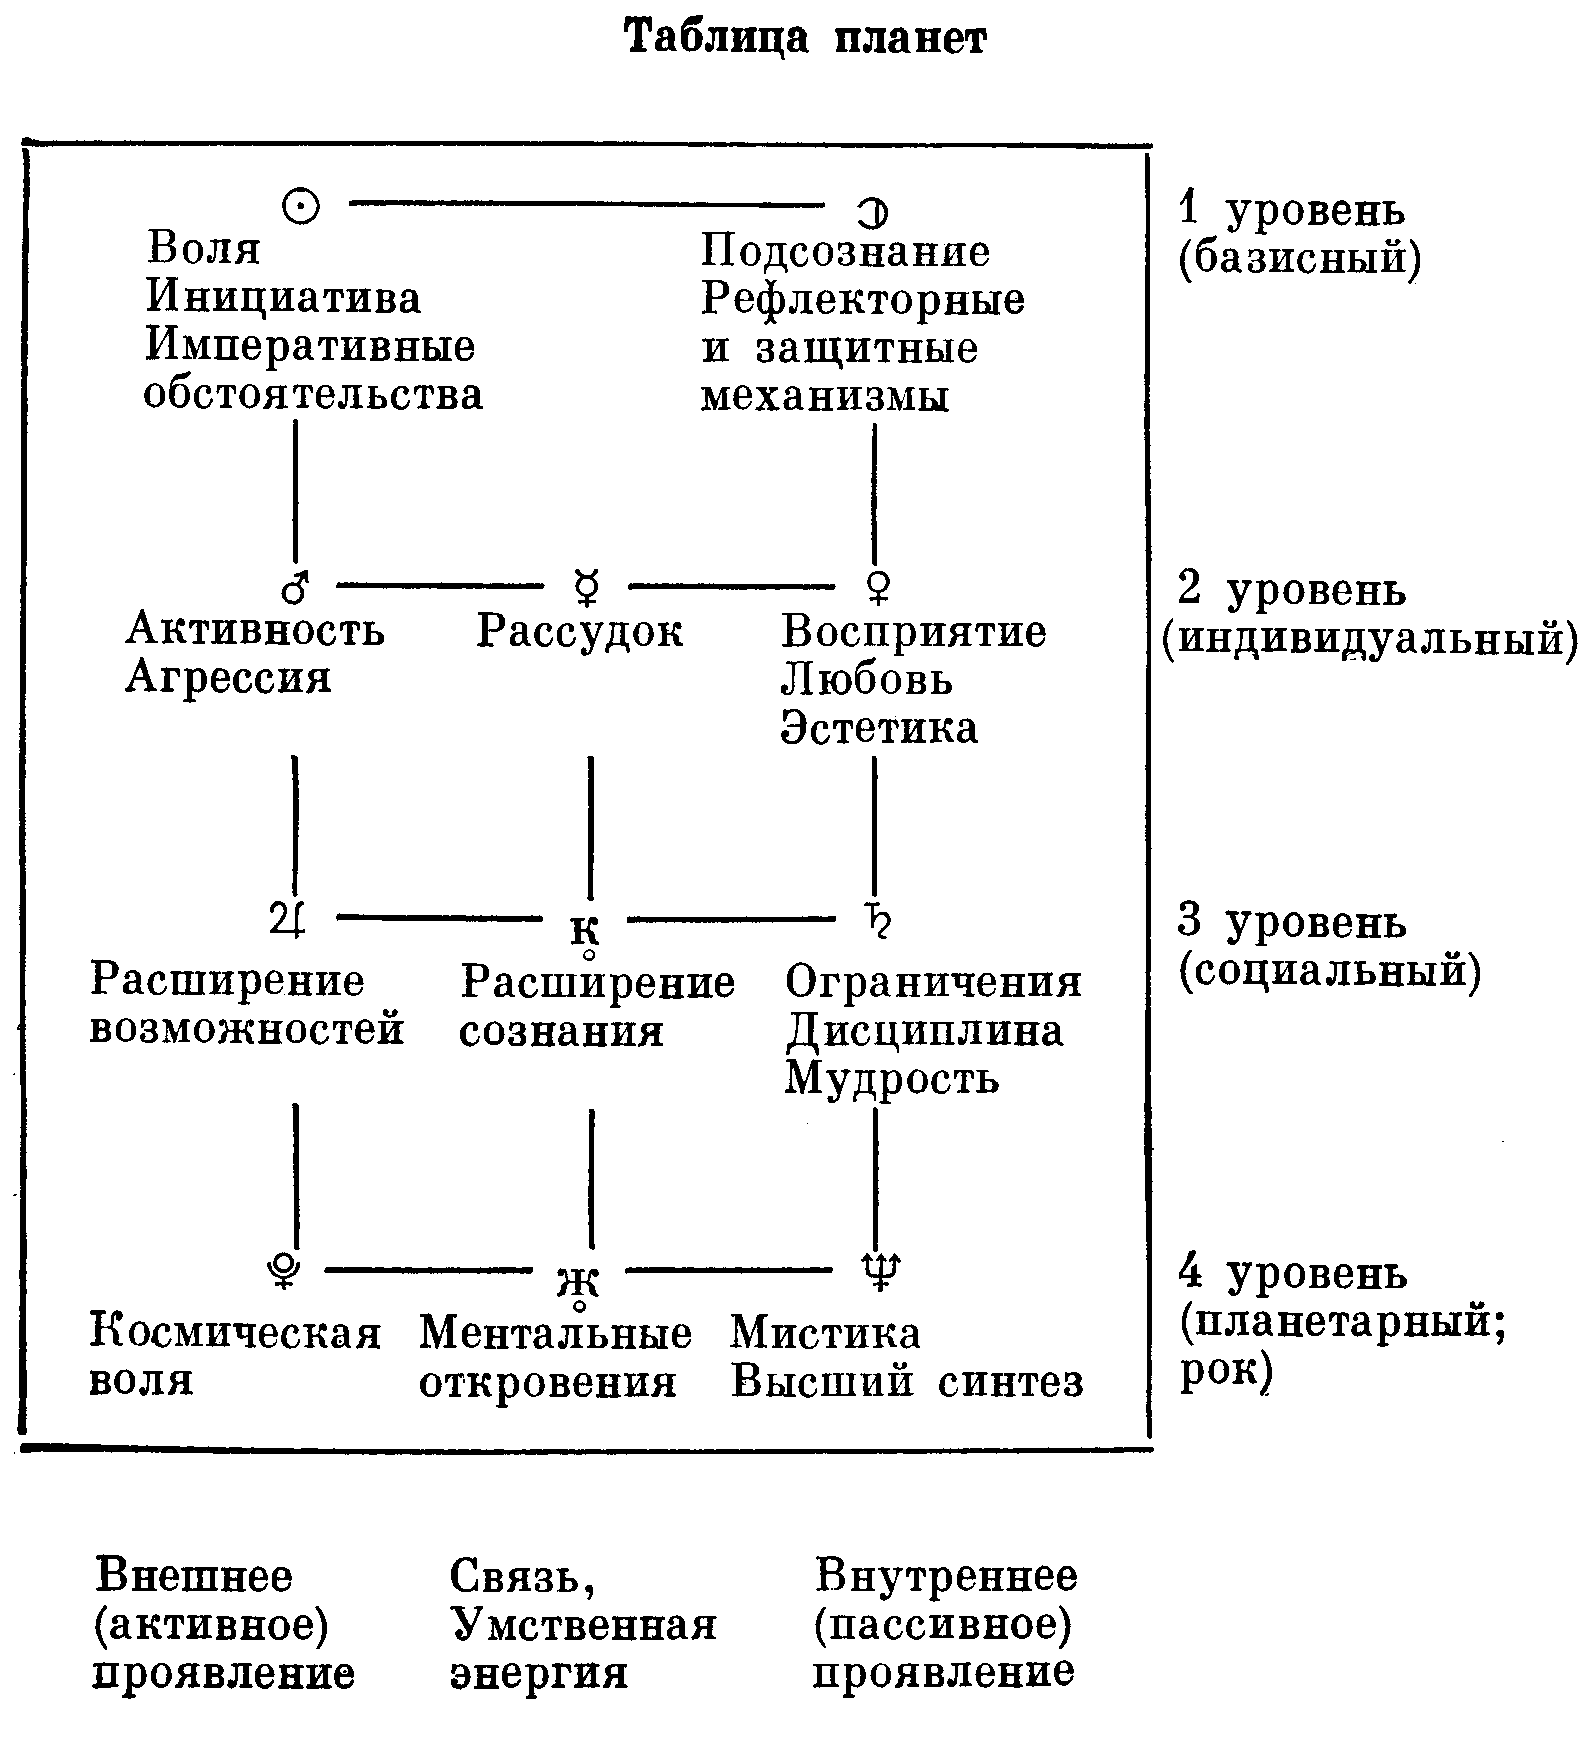 Таблица планет
☉ ☽
Воля
Инициатива
Императивные
обстоятельства
Подсознание
Рефлекторные
и защитные
механизмы
1 уровень
(базисный)
♂ ☿ ♀
Активность
Агрессия
Рассудок
Восприятие
Любовь
Эстетика
2 уровень
(индивидуальный)
♃ К ♄
Расширение
возможностей
Расширение
сознания
Ограничения
Дисциплина
Мудрость
3 уровень
(социальный)
♇ Ж ♆
Космическая
воля
Ментальные
откровения
Мистика
Высший синтез
4 уровень
(планетарный;
рок)
Внешнее
(активное)
проявление
Связь,
Умственная
энергия
Внутреннее
(пассивное)
проявление